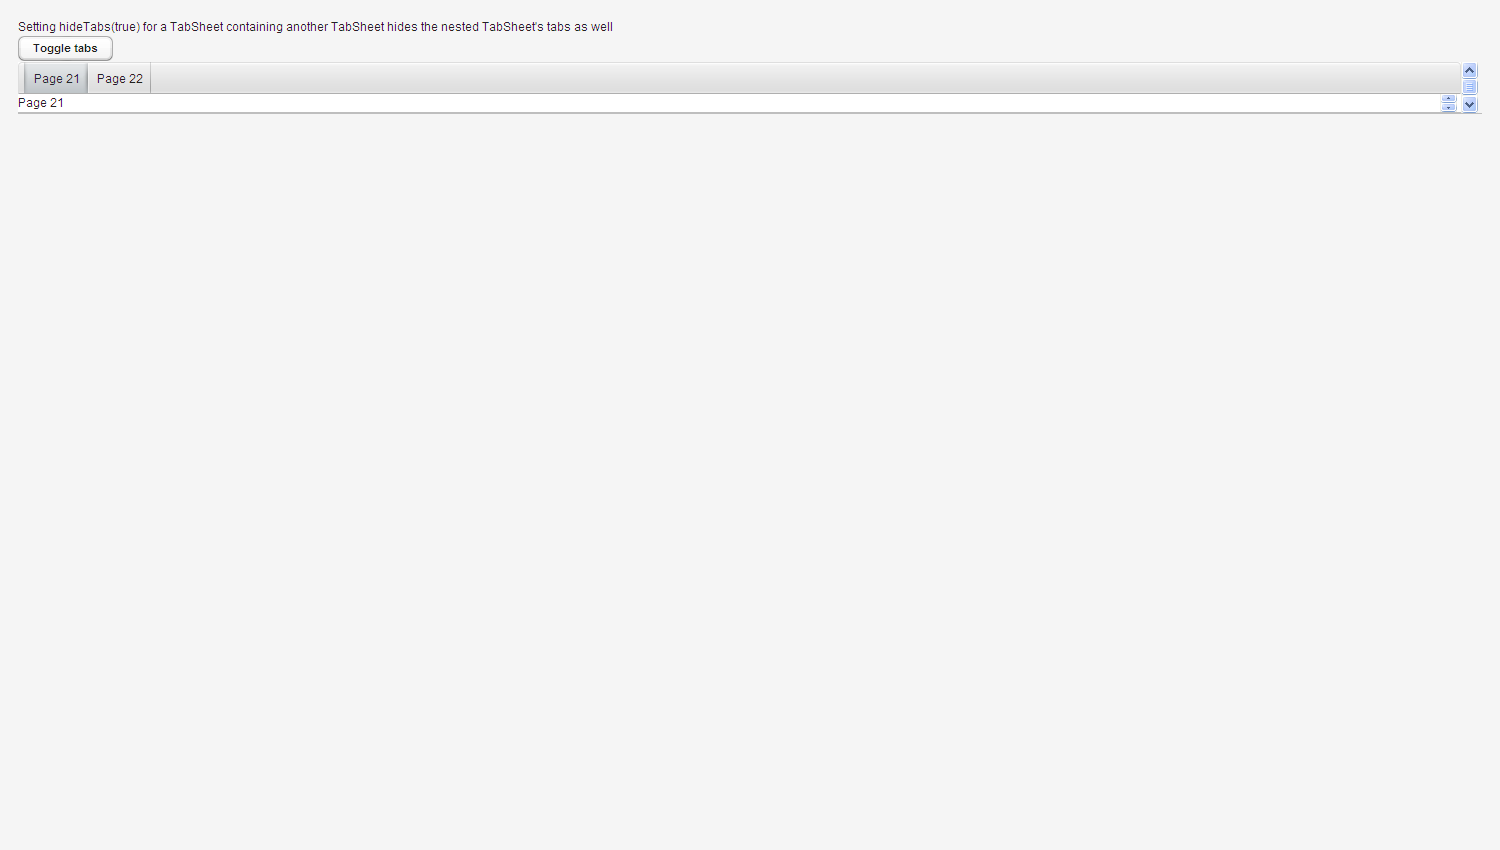 Setting hideTabs(true) for a TabSheet containing another TabSheet hides the nested TabSheet's tabs as well
Toggle tabs
Page 21 Page 22
Page 21